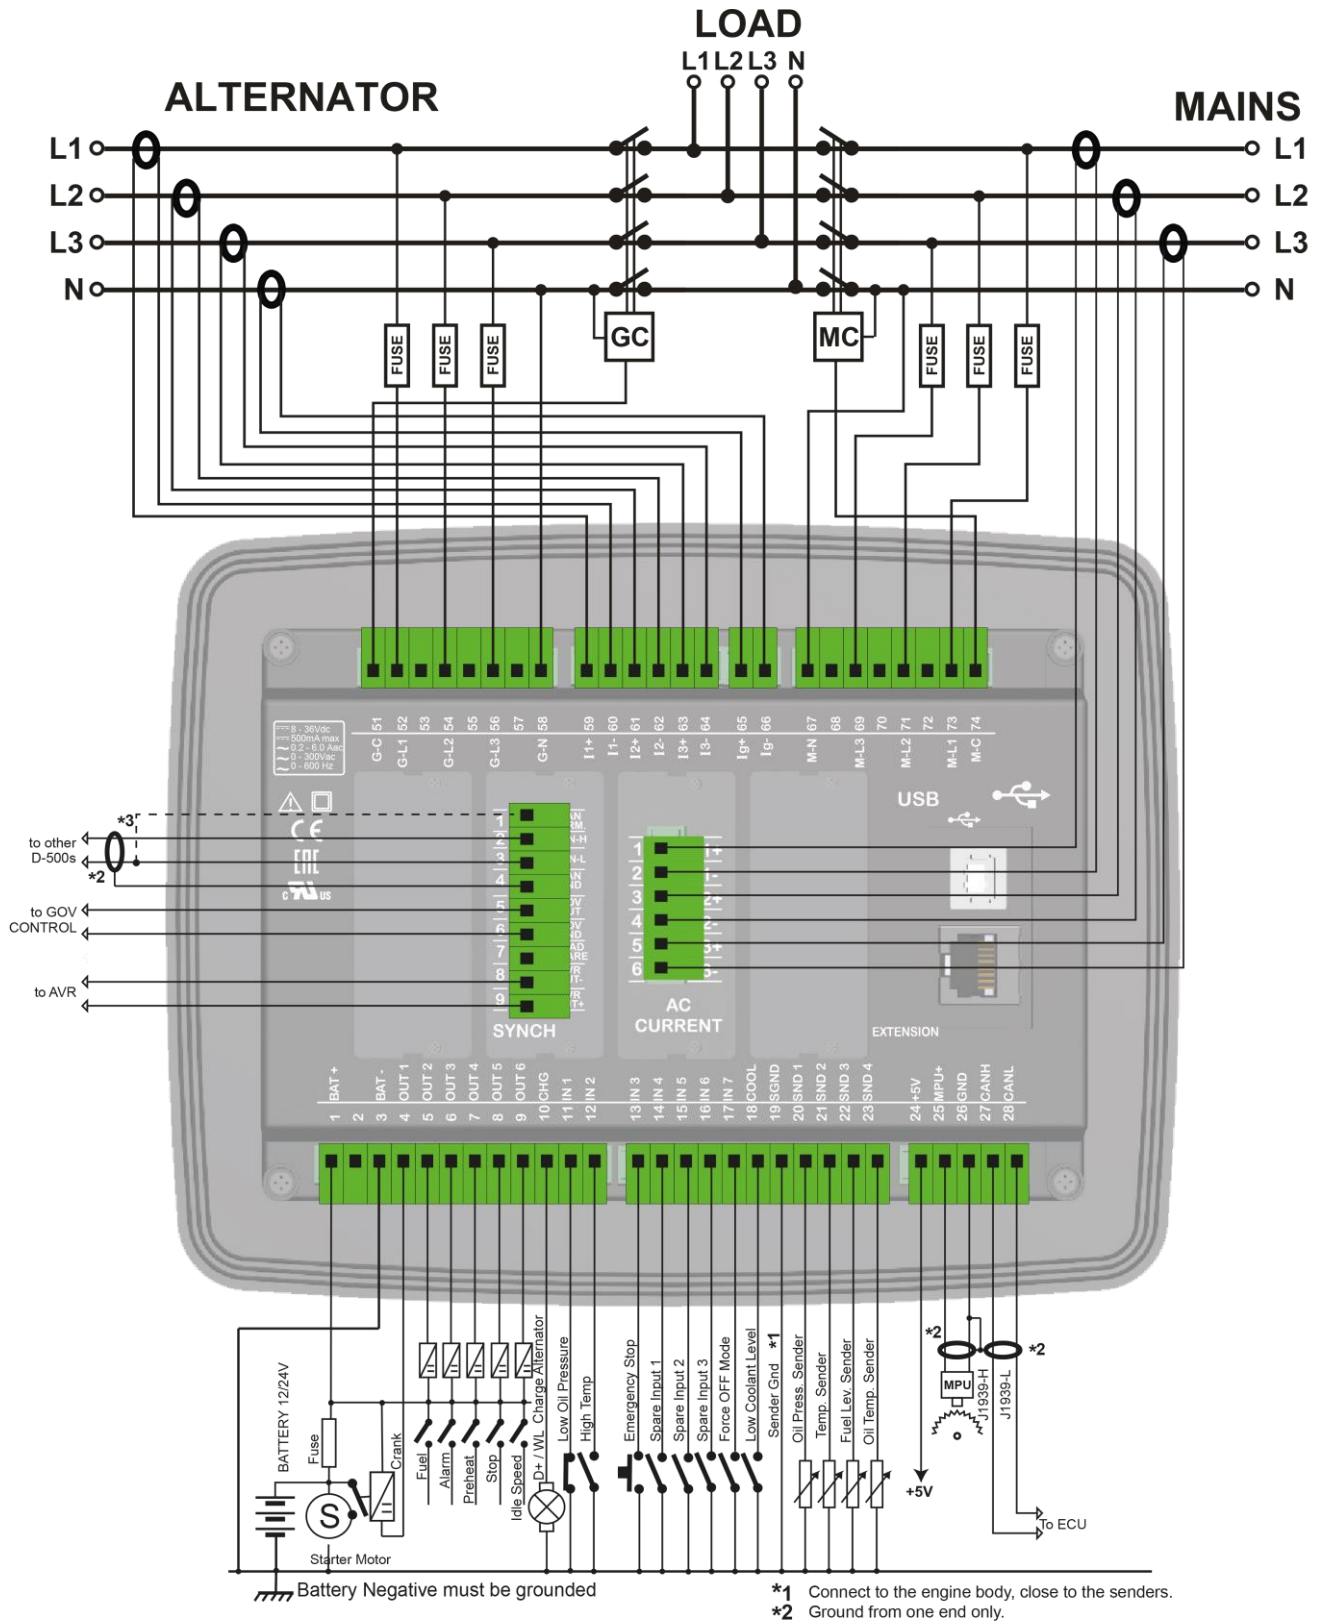 LOAD
L1 L2 L3 N
ALTERNATOR
MAINS
L1
L2
L3
N
L1
L2
L3
N
GC
MC
FUSE
FUSE
FUSE
FUSE
FUSE
FUSE
8 - 36Vdc
500mA max
0.2 - 6.0 Aac
0 - 300Vac
0 - 600 Hz
G-C 51
G-L1 52
53
G-L2 54
55
G-L3 56
57
G-N 58
I1+ 59
I1- 60
I2+ 61
I2- 62
I3+ 63
I3- 64
Ig+ 65
Ig- 66
M-N 67
68
M-L3 69
70
M-L2 71
72
M-L1 73
M-C 74
USB
CE
EAC
C UR US
*3
to other
D-500s
*2
to GOV
CONTROL
to AVR
1
2
3
4
5
6
7
8
9
SYNCH
1
2
3
4
5
6
1+
1-
2+
2-
3+
3-
AC
CURRENT
EXTENSION
1 BAT +
2
3 BAT -
4 OUT 1
5 OUT 2
6 OUT 3
7 OUT 4
8 OUT 5
9 OUT 6
10 CHG
11 IN 1
12 IN 2
13 IN 3
14 IN 4
15 IN 5
16 IN 6
17 IN 7
18 COOL
19 SGND
20 SND 1
21 SND 2
22 SND 3
23 SND 4
24 +5V
25 MPU+
26 GND
27 CANH
28 CANL
BATTERY 12/24V
Fuse
S
Starter Motor
Crank
Fuel
Alarm
Preheat
Stop
Idle Speed
D+ / WL Charge Alternator
Low Oil Pressure
High Temp
Emergency Stop
Spare Input 1
Spare Input 2
Spare Input 3
Force OFF Mode
Low Coolant Level
Sender Gnd *1
Oil Press. Sender
Temp. Sender
Fuel Lev. Sender
Oil Temp. Sender
+5V
*2
MPU
*2
J1939-H
J1939-L
To ECU
Battery Negative must be grounded
*1 Connect to the engine body, close to the senders.
*2 Ground from one end only.